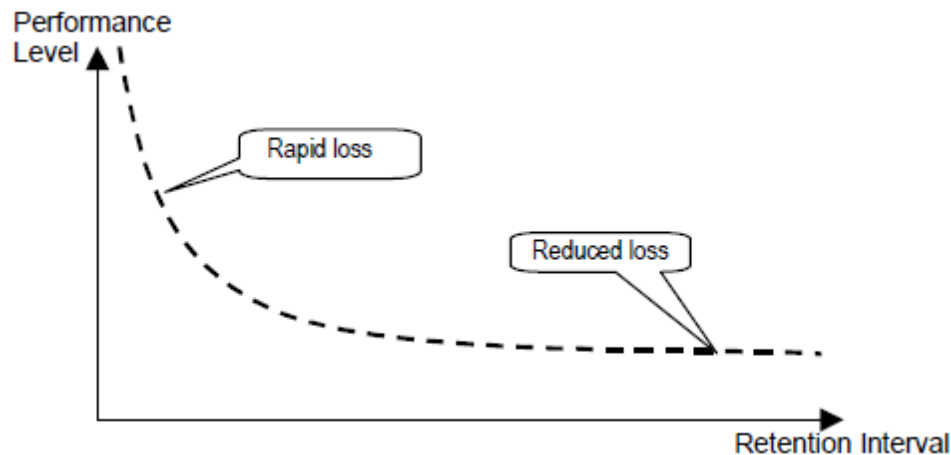 Performance
Level
Rapid loss
Reduced loss
Retention Interval